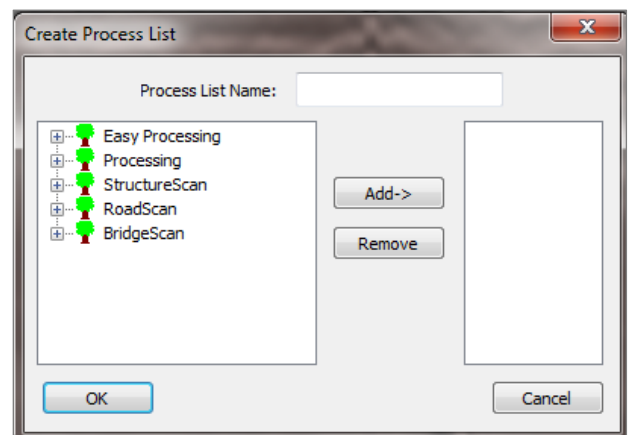 Create Process List
Process List Name:
Easy Processing
Processing
StructureScan
RoadScan
BridgeScan
Add->
Remove
OK
Cancel